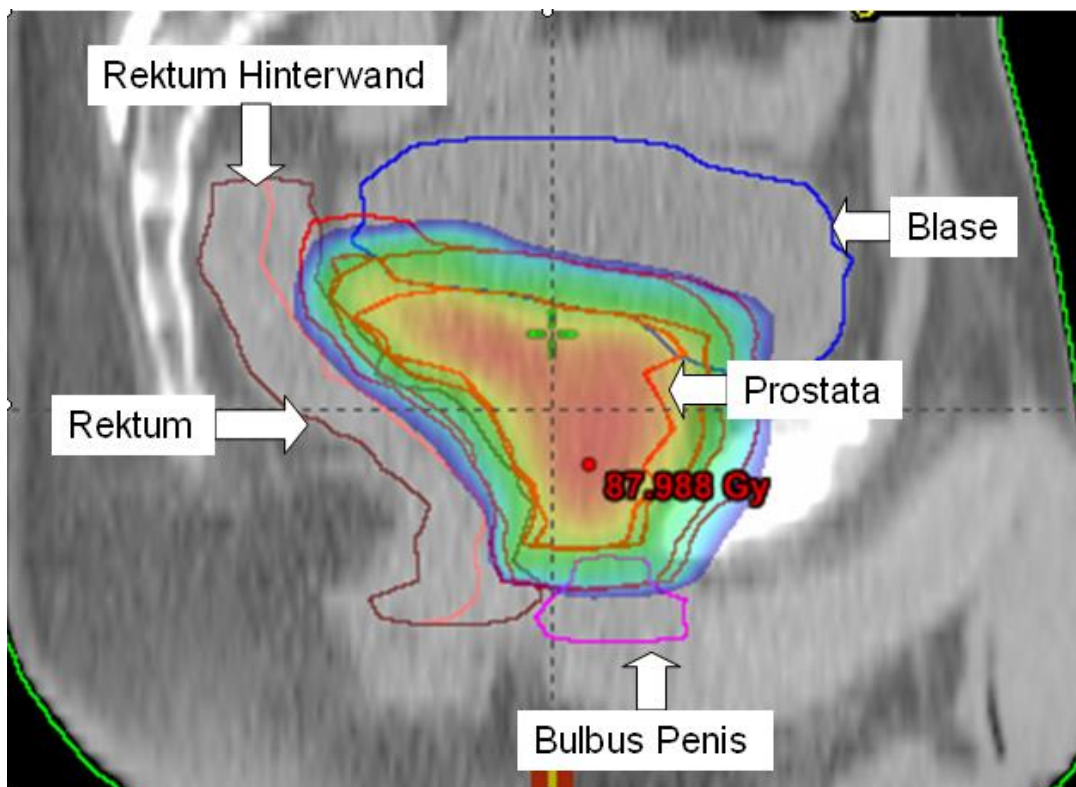 Rektum Hinterwand
Blase
Prostata
Rektum
87.988 Gy
Bulbus Penis